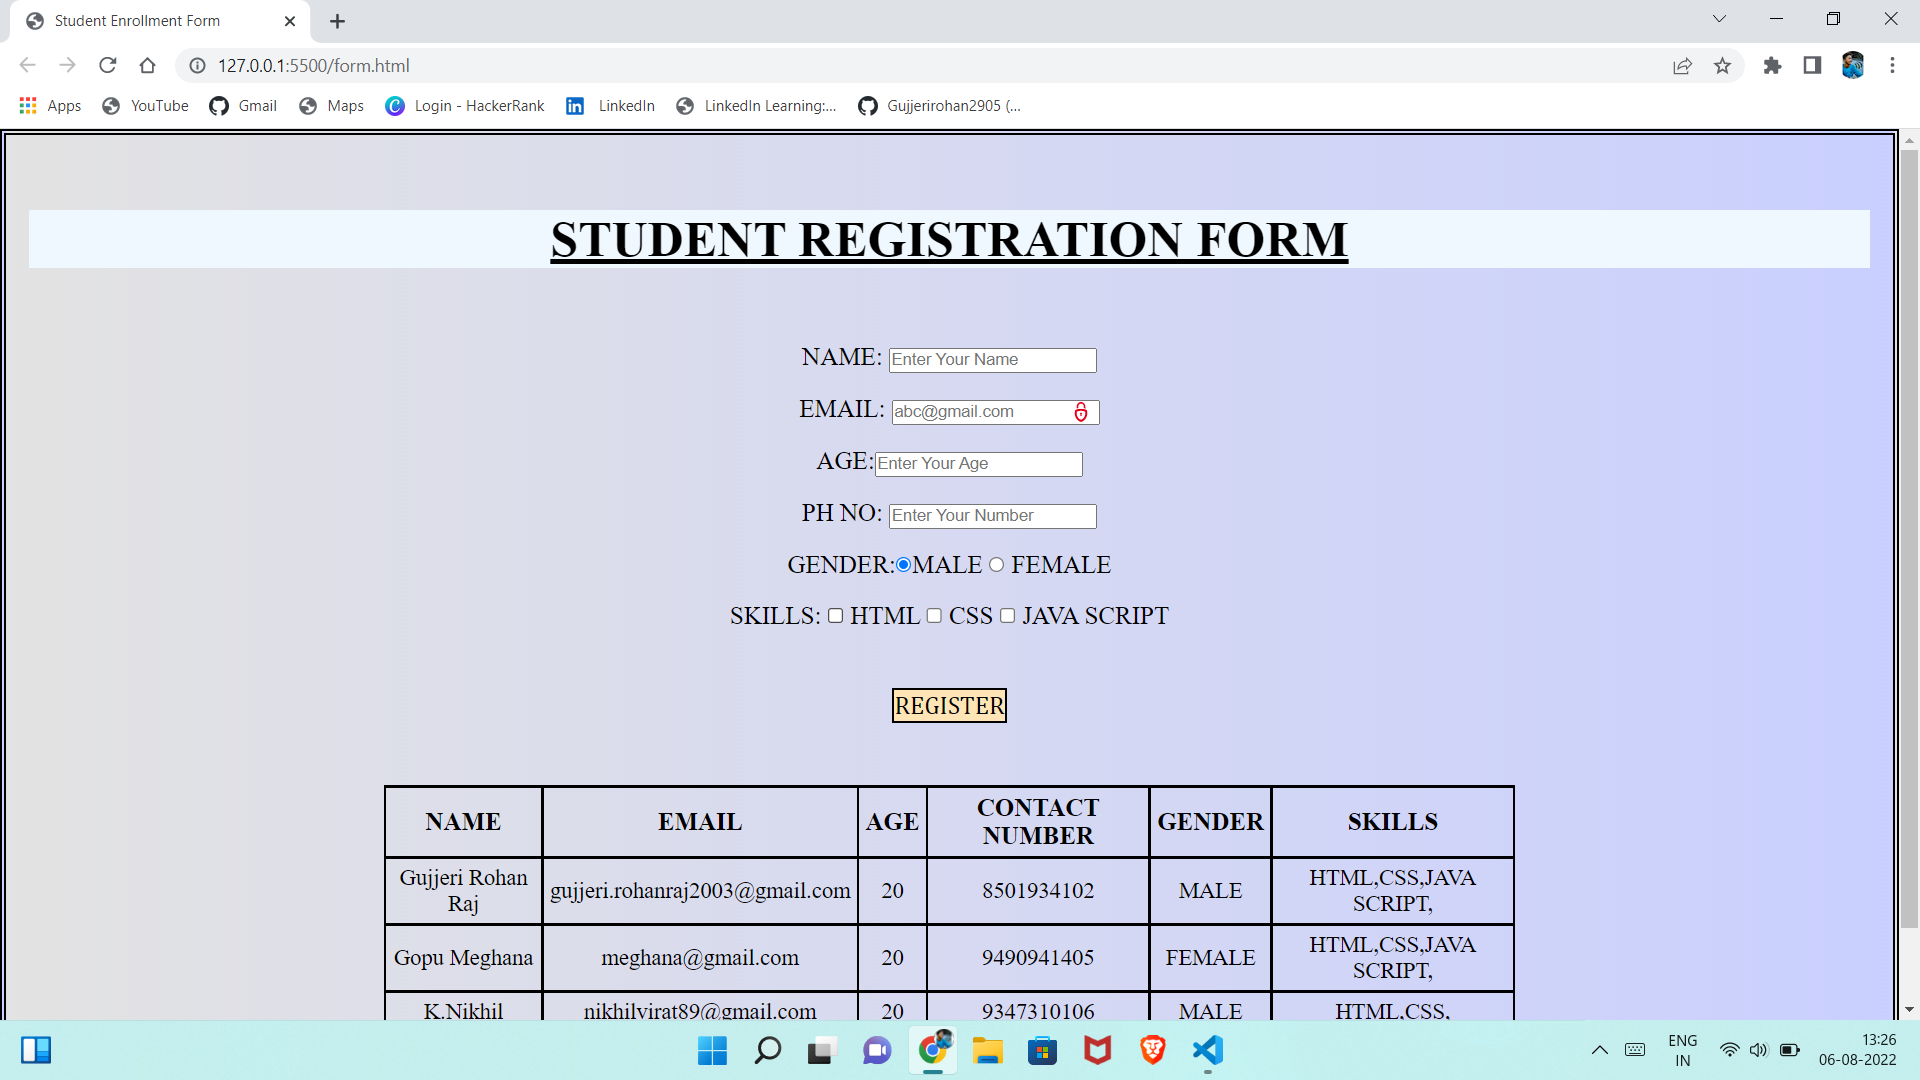 Student Enrollment Form
127.0.0.1:5500/form.html
Apps YouTube Gmail Maps Login - HackerRank LinkedIn LinkedIn Learning:... Gujjerirohan2905 (...
STUDENT REGISTRATION FORM
NAME: Enter Your Name
EMAIL: abc@gmail.com
AGE: Enter Your Age
PH NO: Enter Your Number
GENDER: MALE FEMALE
SKILLS: HTML CSS JAVA SCRIPT
REGISTER
NAME EMAIL AGE CONTACT NUMBER GENDER SKILLS
Gujjeri Rohan Raj gujjeri.rohanraj2003@gmail.com 20 8501934102 MALE HTML,CSS,JAVA SCRIPT,
Gopu Meghana meghana@gmail.com 20 9490941405 FEMALE HTML,CSS,JAVA SCRIPT,
K.Nikhil nikhilvirat89@gmail.com 20 9347310106 MALE HTML,CSS,
ENG 13:26
IN 06-08-2022